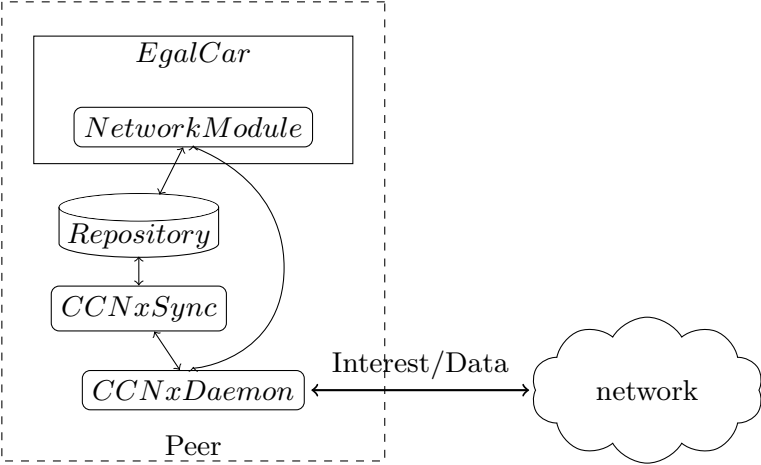 EgalCar
NetworkModule
Repository
CCNxSync
Interest/Data
CCNxDaemon
network
Peer